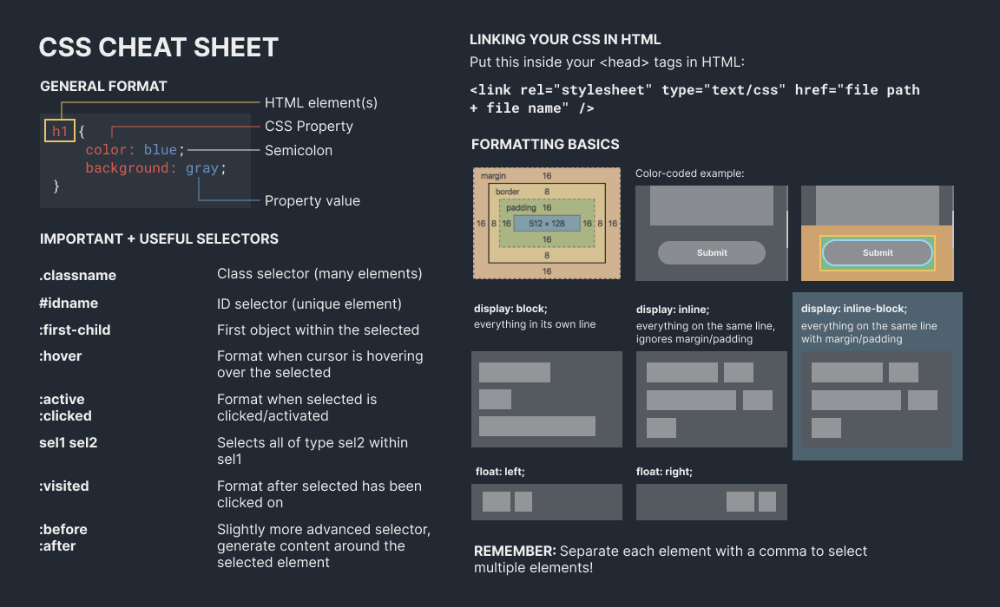 CSS CHEAT SHEET
GENERAL FORMAT
HTML element(s)
h1 {
CSS Property
color: blue;
Semicolon
background: gray;
}
Property value
IMPORTANT + USEFUL SELECTORS
.classname
Class selector (many elements)
#idname
ID selector (unique element)
:first-child
First object within the selected
:hover
Format when cursor is hovering
over the selected
:active
:clicked
Format when selected is
clicked/activated
sel1 sel2
Selects all of type sel2 within
sel1
:visited
Format after selected has been
clicked on
:before
:after
Slightly more advanced selector,
generate content around the
selected element
LINKING YOUR CSS IN HTML
Put this inside your <head> tags in HTML:
<link rel="stylesheet" type="text/css" href="file path
+ file name" />
FORMATTING BASICS
margin 16
border 8
padding 16
16 8 16 512 × 128 16 8 16
16
8
16
Color-coded example:
Submit
Submit
display: block;
everything in its own line
display: inline;
everything on the same line,
ignores margin/padding
display: inline-block;
everything on the same line
with margin/padding
float: left;
float: right;
REMEMBER: Separate each element with a comma to select
multiple elements!